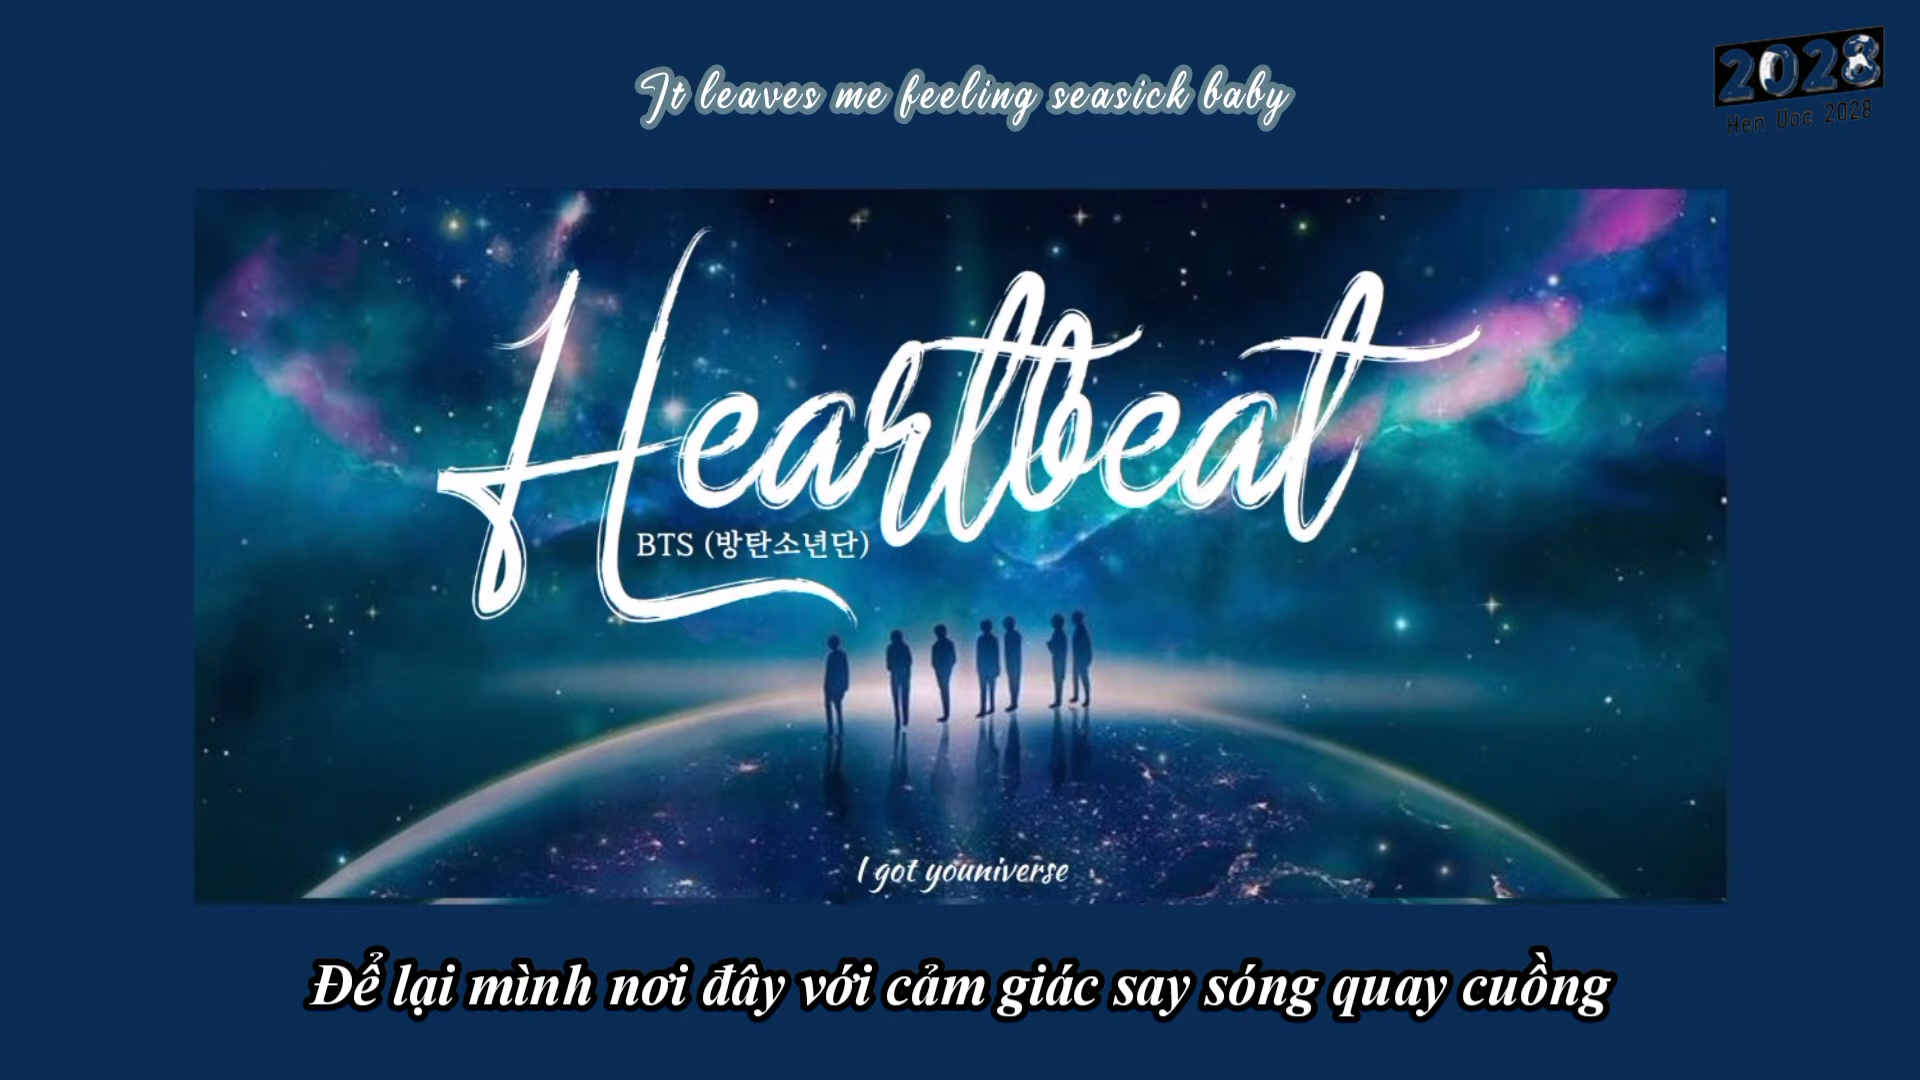 It leaves me feeling seasick baby
2028
Hen Uoc 2028
Heartbeat
BTS (방탄소년단)
I got youniverse
Để lại mình nơi đây với cảm giác say sóng quay cuồng